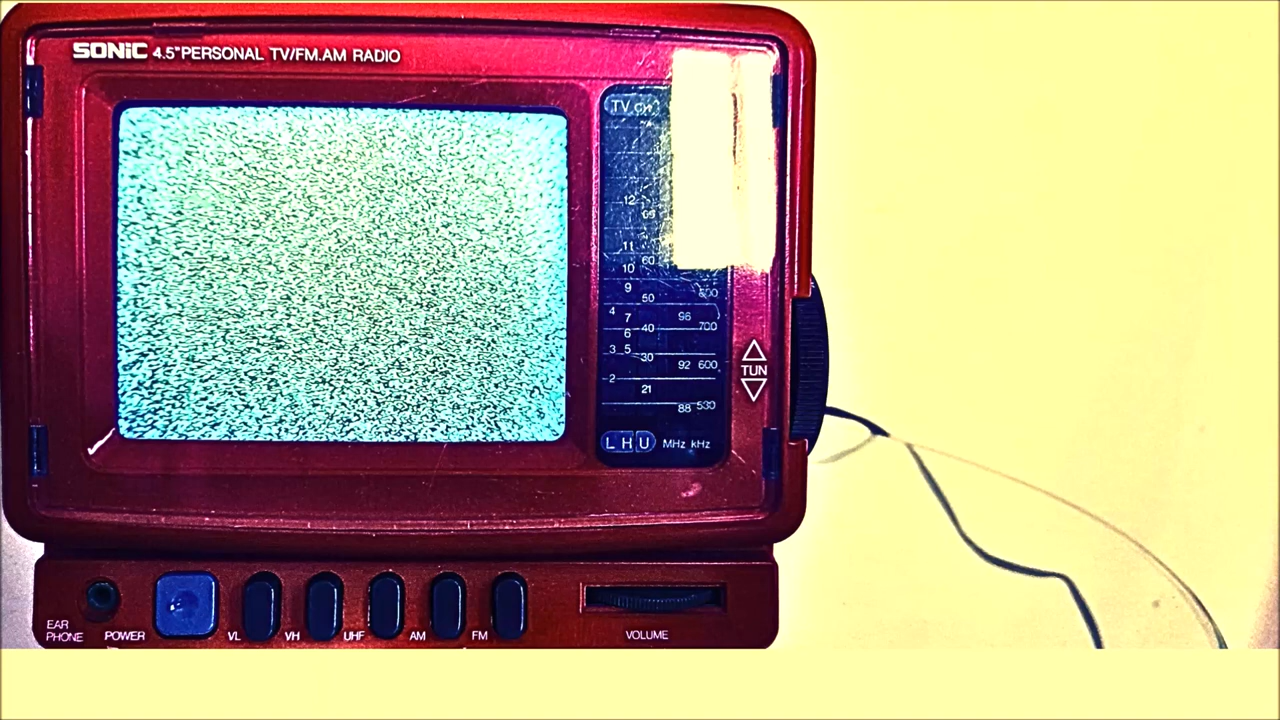 SONIC 4.5" PERSONAL TV/FM.AM RADIO
TV CH
12 69
11 60
10
9 50 800
4 7 96
6 40 700
3 5 30 92 600
2 21
88 530
L H U MHz kHz
TUN
EAR PHONE POWER VL VH UHF AM FM VOLUME